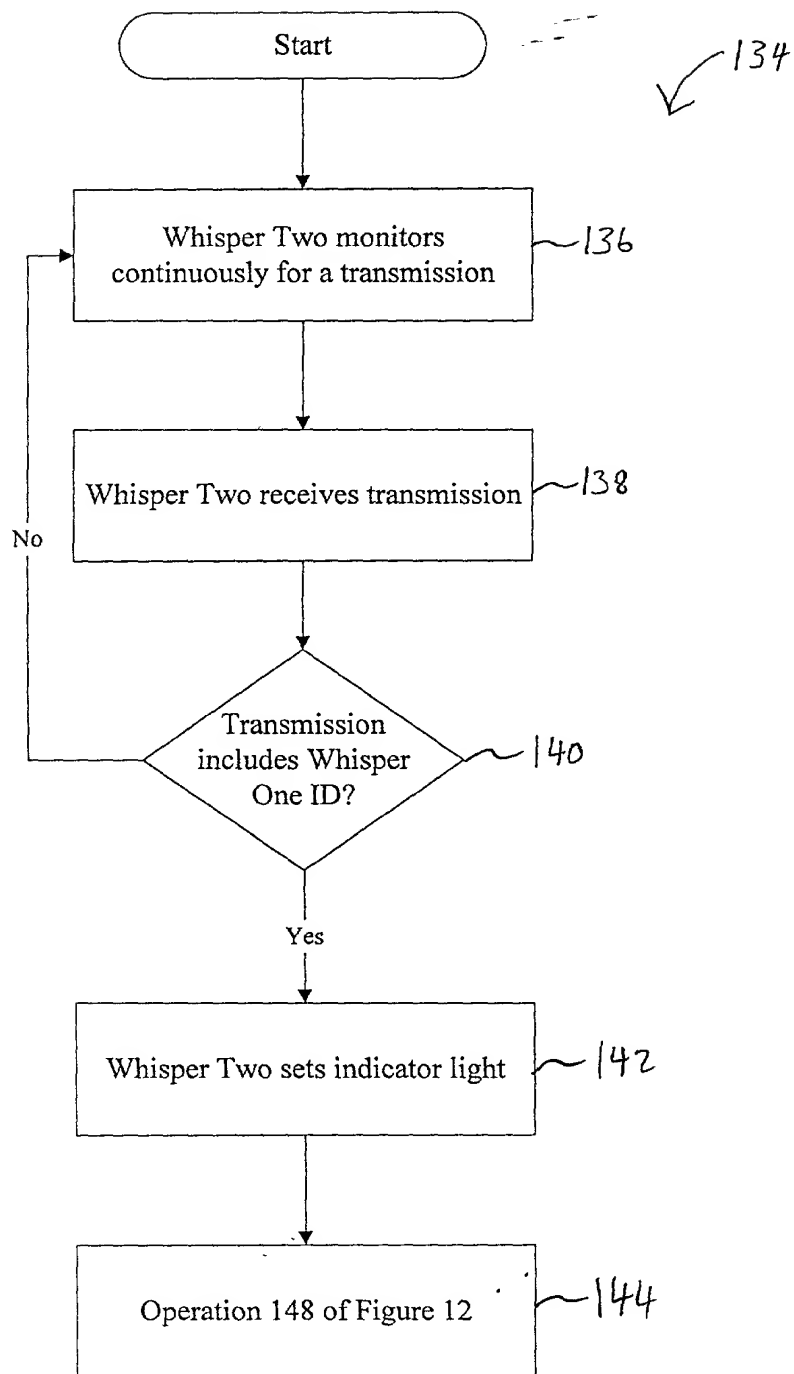 Start
134
Whisper Two monitors
continuously for a transmission
136
Whisper Two receives transmission
138
No
Transmission
includes Whisper
One ID?
140
Yes
Whisper Two sets indicator light
142
Operation 148 of Figure 12
144